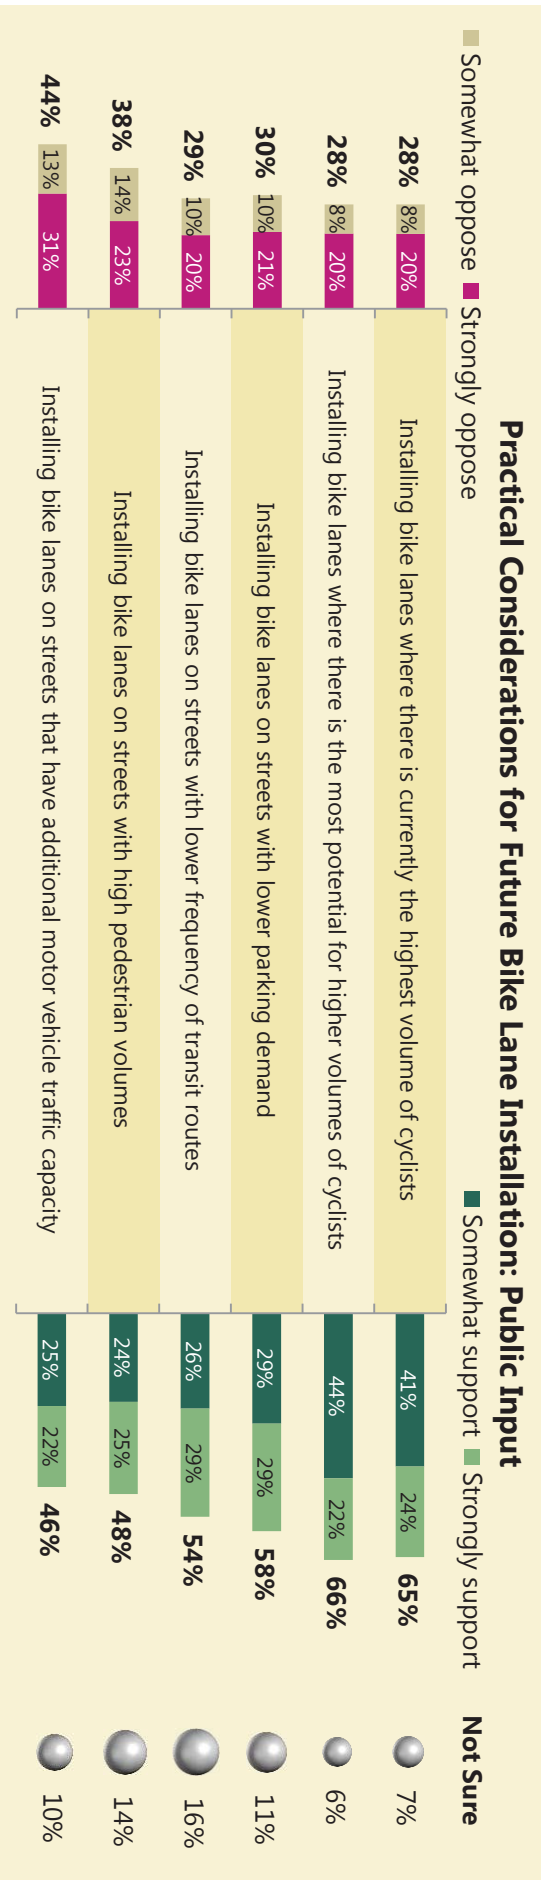 Practical Considerations for Future Bike Lane Installation: Public Input
Somewhat oppose Strongly oppose Somewhat support Strongly support Not Sure
28% 8% 20% Installing bike lanes where there is currently the highest volume of cyclists 41% 24% 65% 7%
28% 8% 20% Installing bike lanes where there is the most potential for higher volumes of cyclists 44% 22% 66% 6%
30% 10% 21% Installing bike lanes on streets with lower parking demand 29% 29% 58% 11%
29% 10% 20% Installing bike lanes on streets with lower frequency of transit routes 26% 29% 54% 16%
38% 14% 23% Installing bike lanes on streets with high pedestrian volumes 24% 25% 48% 14%
44% 13% 31% Installing bike lanes on streets that have additional motor vehicle traffic capacity 25% 22% 46% 10%